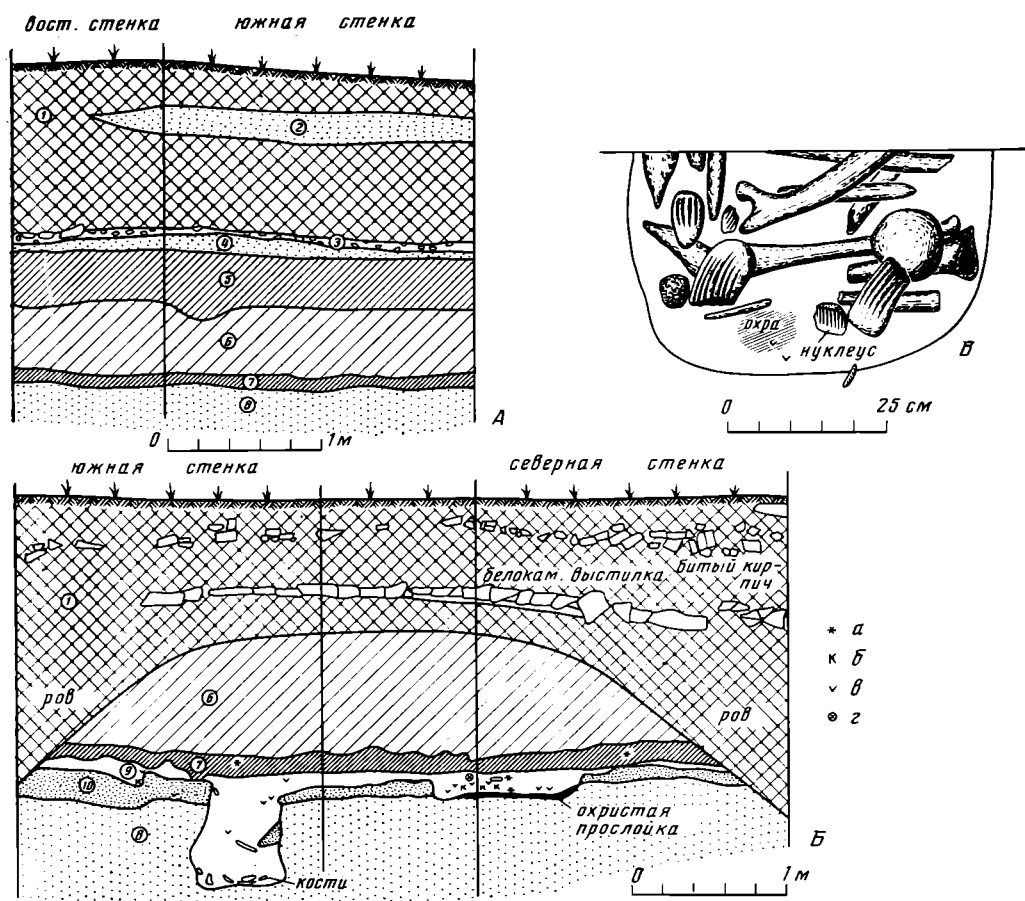 вост. стенка южная стенка
1
2
3
4
5
6
7
8
А
0 1 м
охра
нуклеус
В
0 25 см
южная стенка северная стенка
белокам. выстилка
битый кир-
пич
1
ров
6
ров
7
9
10
8
охристая
прослойка
кости
Б
а
б
в
г
0 1 м